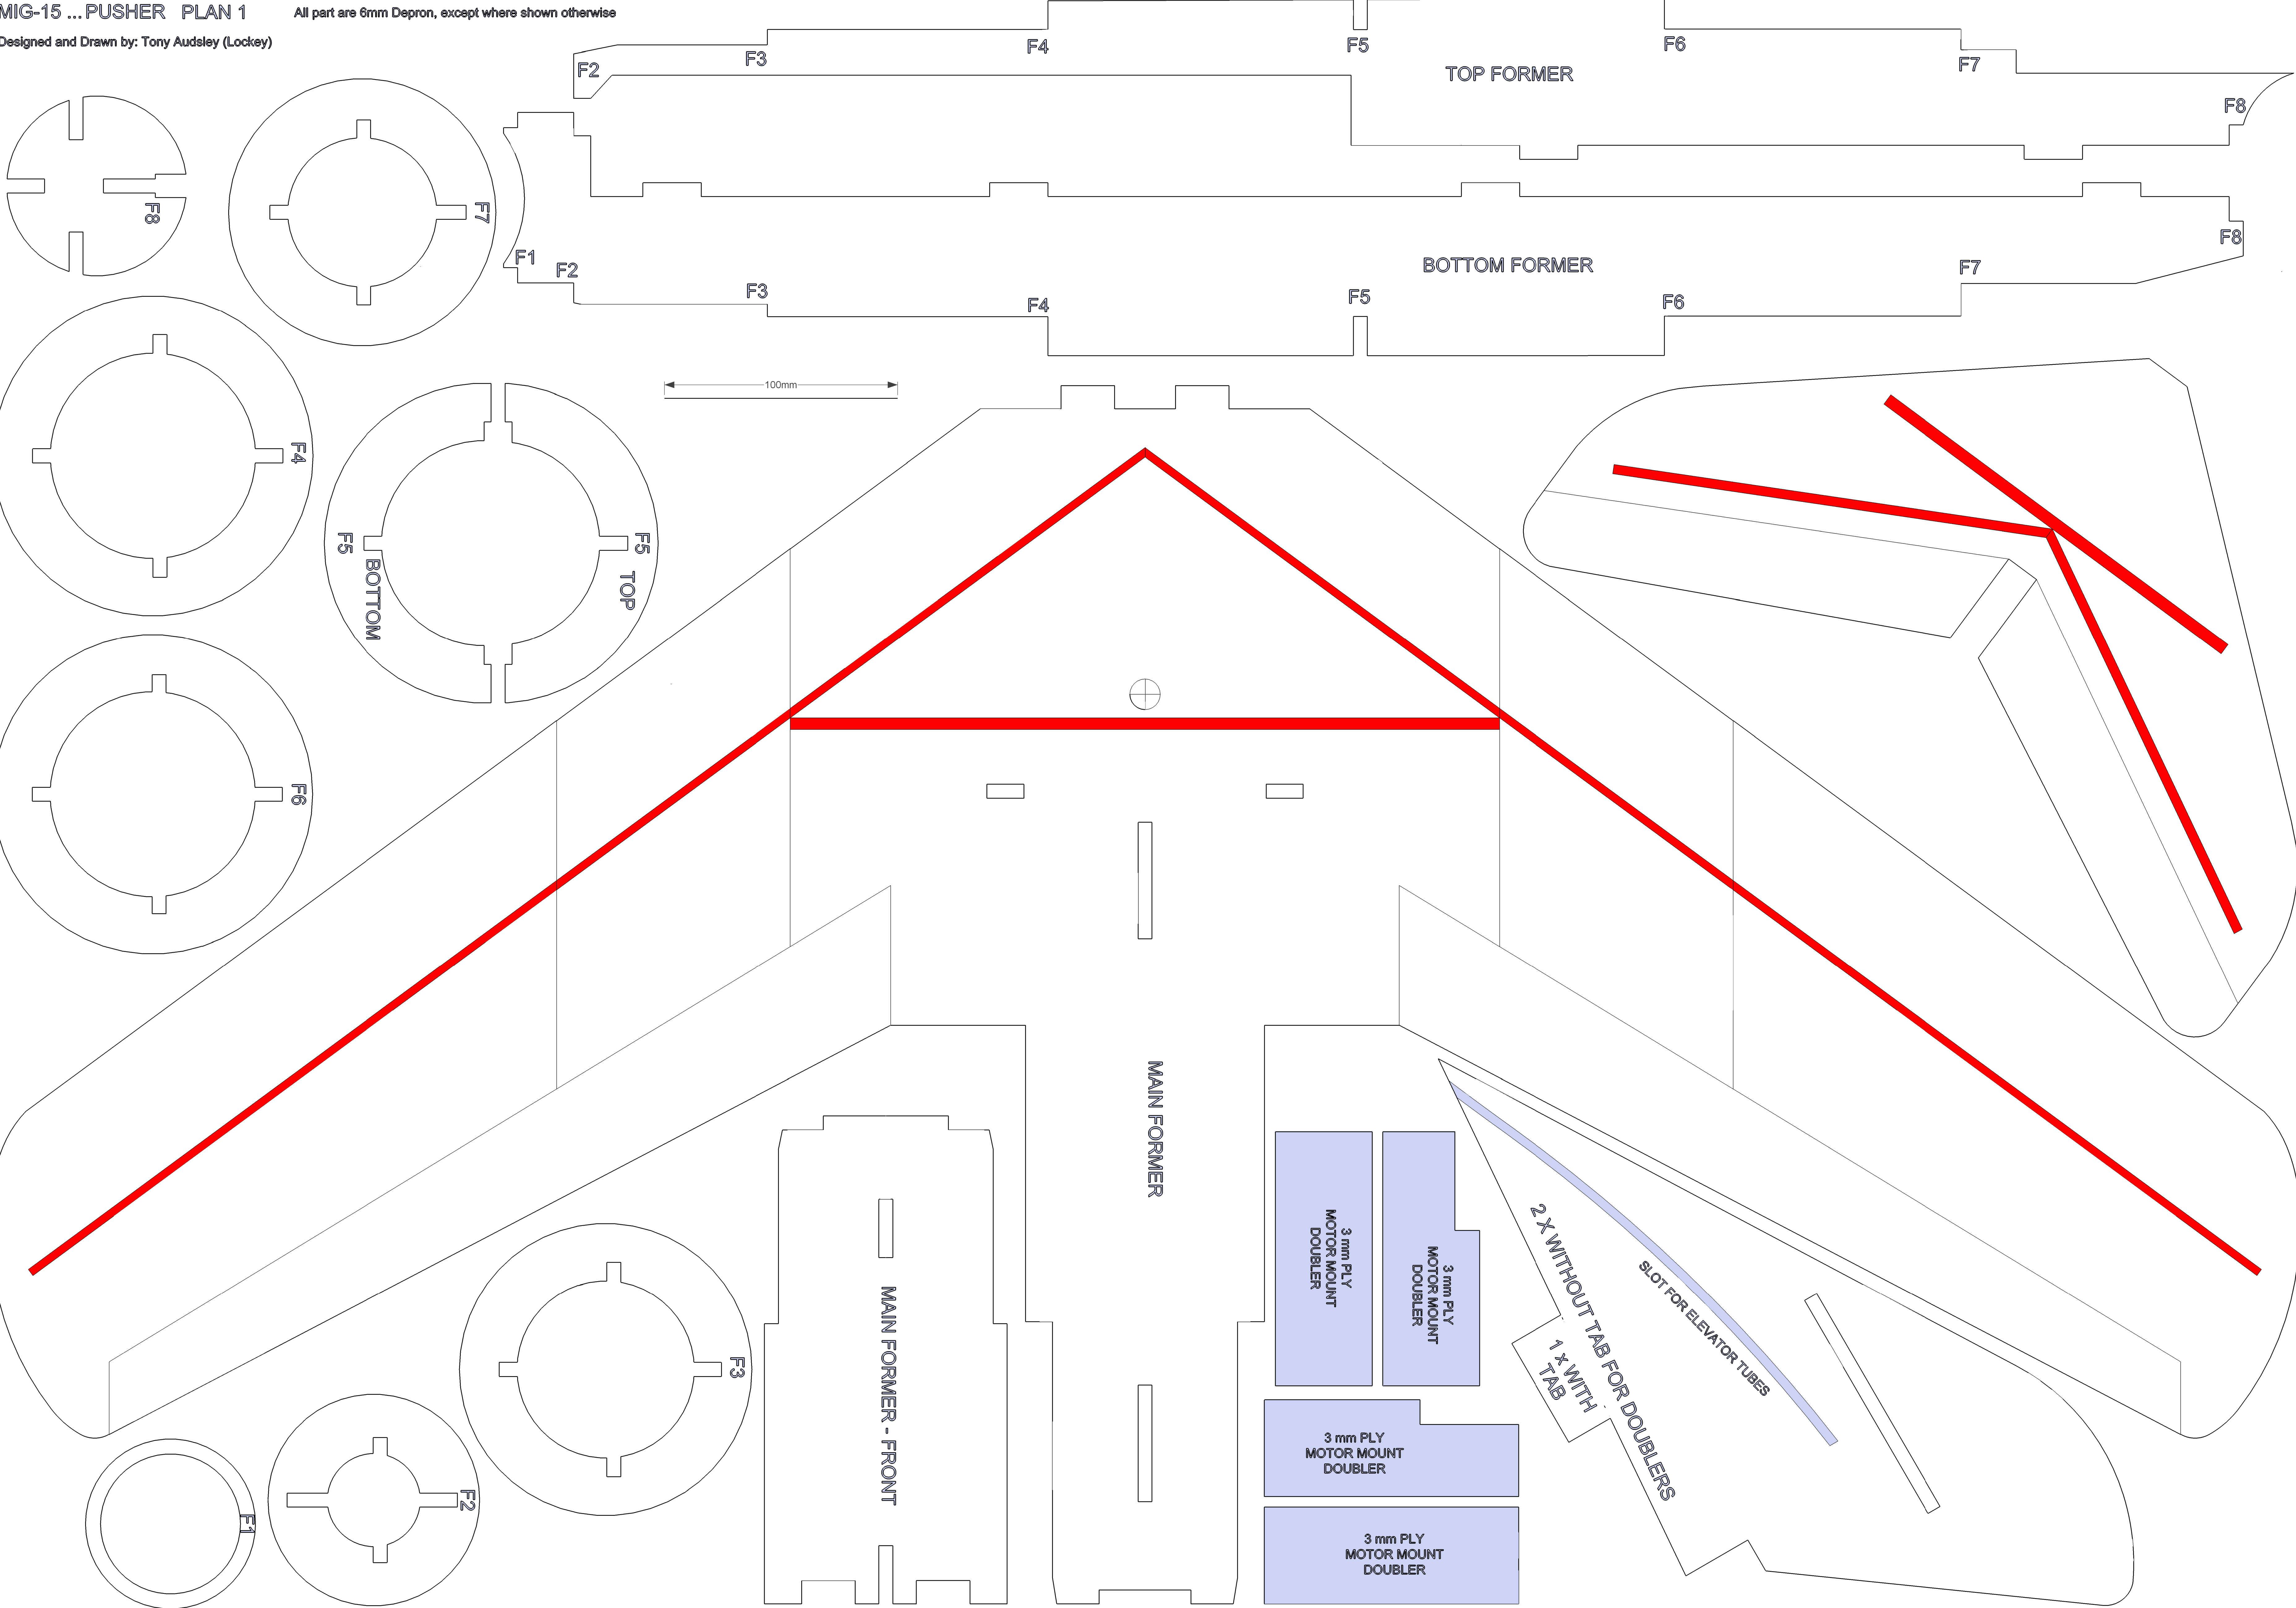 MIG-15 ... PUSHER PLAN 1
All part are 6mm Depron, except where shown otherwise
Designed and Drawn by: Tony Audsley (Lockey)
F2
F3
F4
F5
F6
F7
TOP FORMER
F8
F8
F7
F1
F2
F3
F4
F5
F6
BOTTOM FORMER
F7
F8
100mm
F4
F5
BOTTOM
F5
TOP
F6
MAIN FORMER
3 mm PLY
MOTOR MOUNT
DOUBLER
3 mm PLY
MOTOR MOUNT
DOUBLER
2 X WITHOUT TAB FOR DOUBLERS
1 X WITH
TAB
SLOT FOR ELEVATOR TUBES
MAIN FORMER - FRONT
F3
3 mm PLY
MOTOR MOUNT
DOUBLER
F2
F1
3 mm PLY
MOTOR MOUNT
DOUBLER